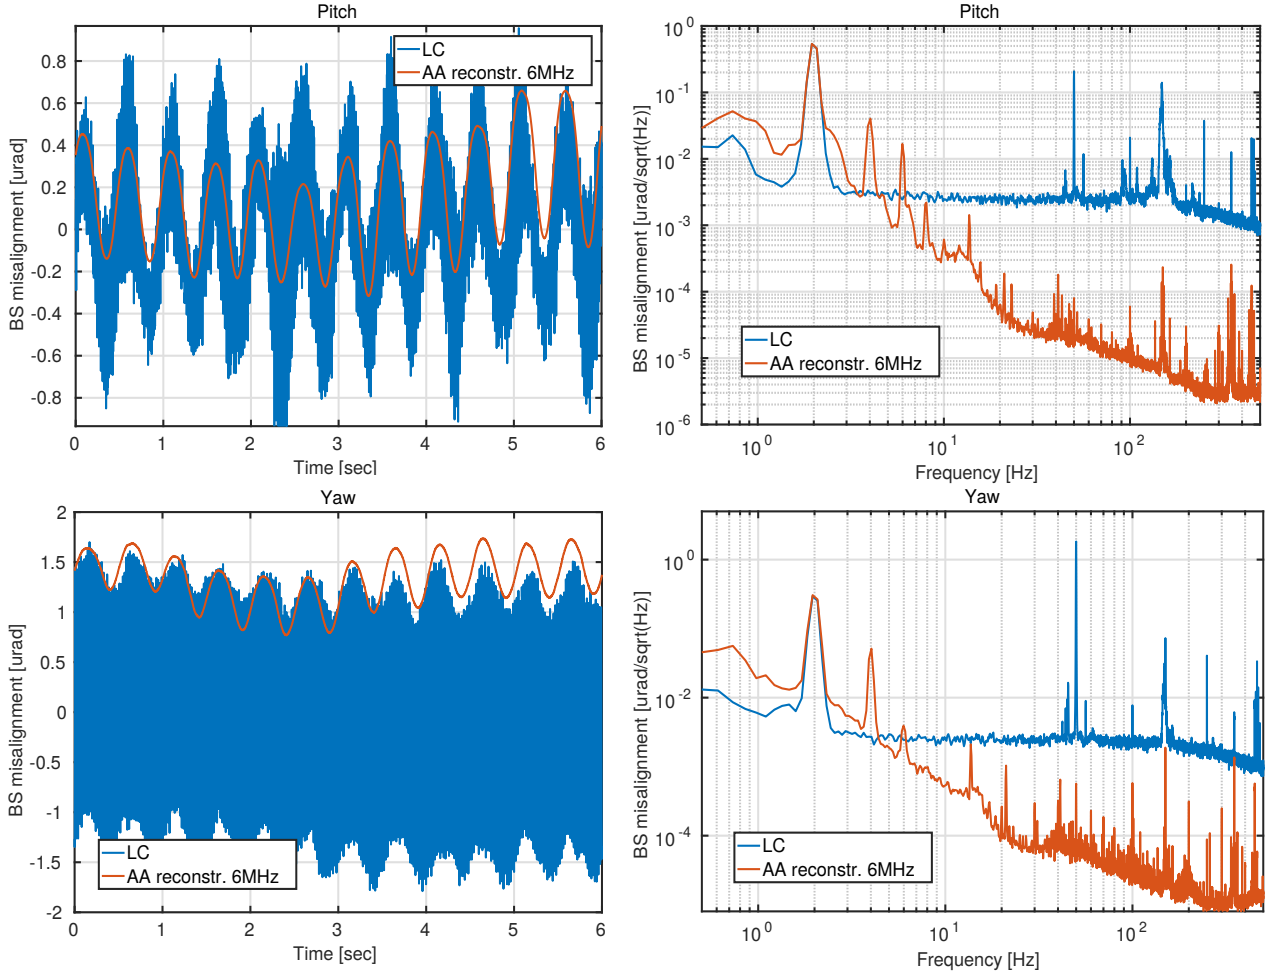 Pitch
BS misalignment [urad]
0.8
0.6
0.4
0.2
0
-0.2
-0.4
-0.6
-0.8
LC
AA reconstr. 6MHz
0 1 2 3 4 5 6
Time [sec]
Pitch
BS misalignment [urad/sqrt(Hz)]
10^0
10^-1
10^-2
10^-3
10^-4
10^-5
10^-6
LC
AA reconstr. 6MHz
10^0 10^1 10^2
Frequency [Hz]
Yaw
BS misalignment [urad]
2
1.5
1
0.5
0
-0.5
-1
-1.5
-2
LC
AA reconstr. 6MHz
0 1 2 3 4 5 6
Time [sec]
Yaw
BS misalignment [urad/sqrt(Hz)]
10^0
10^-2
10^-4
LC
AA reconstr. 6MHz
10^0 10^1 10^2
Frequency [Hz]